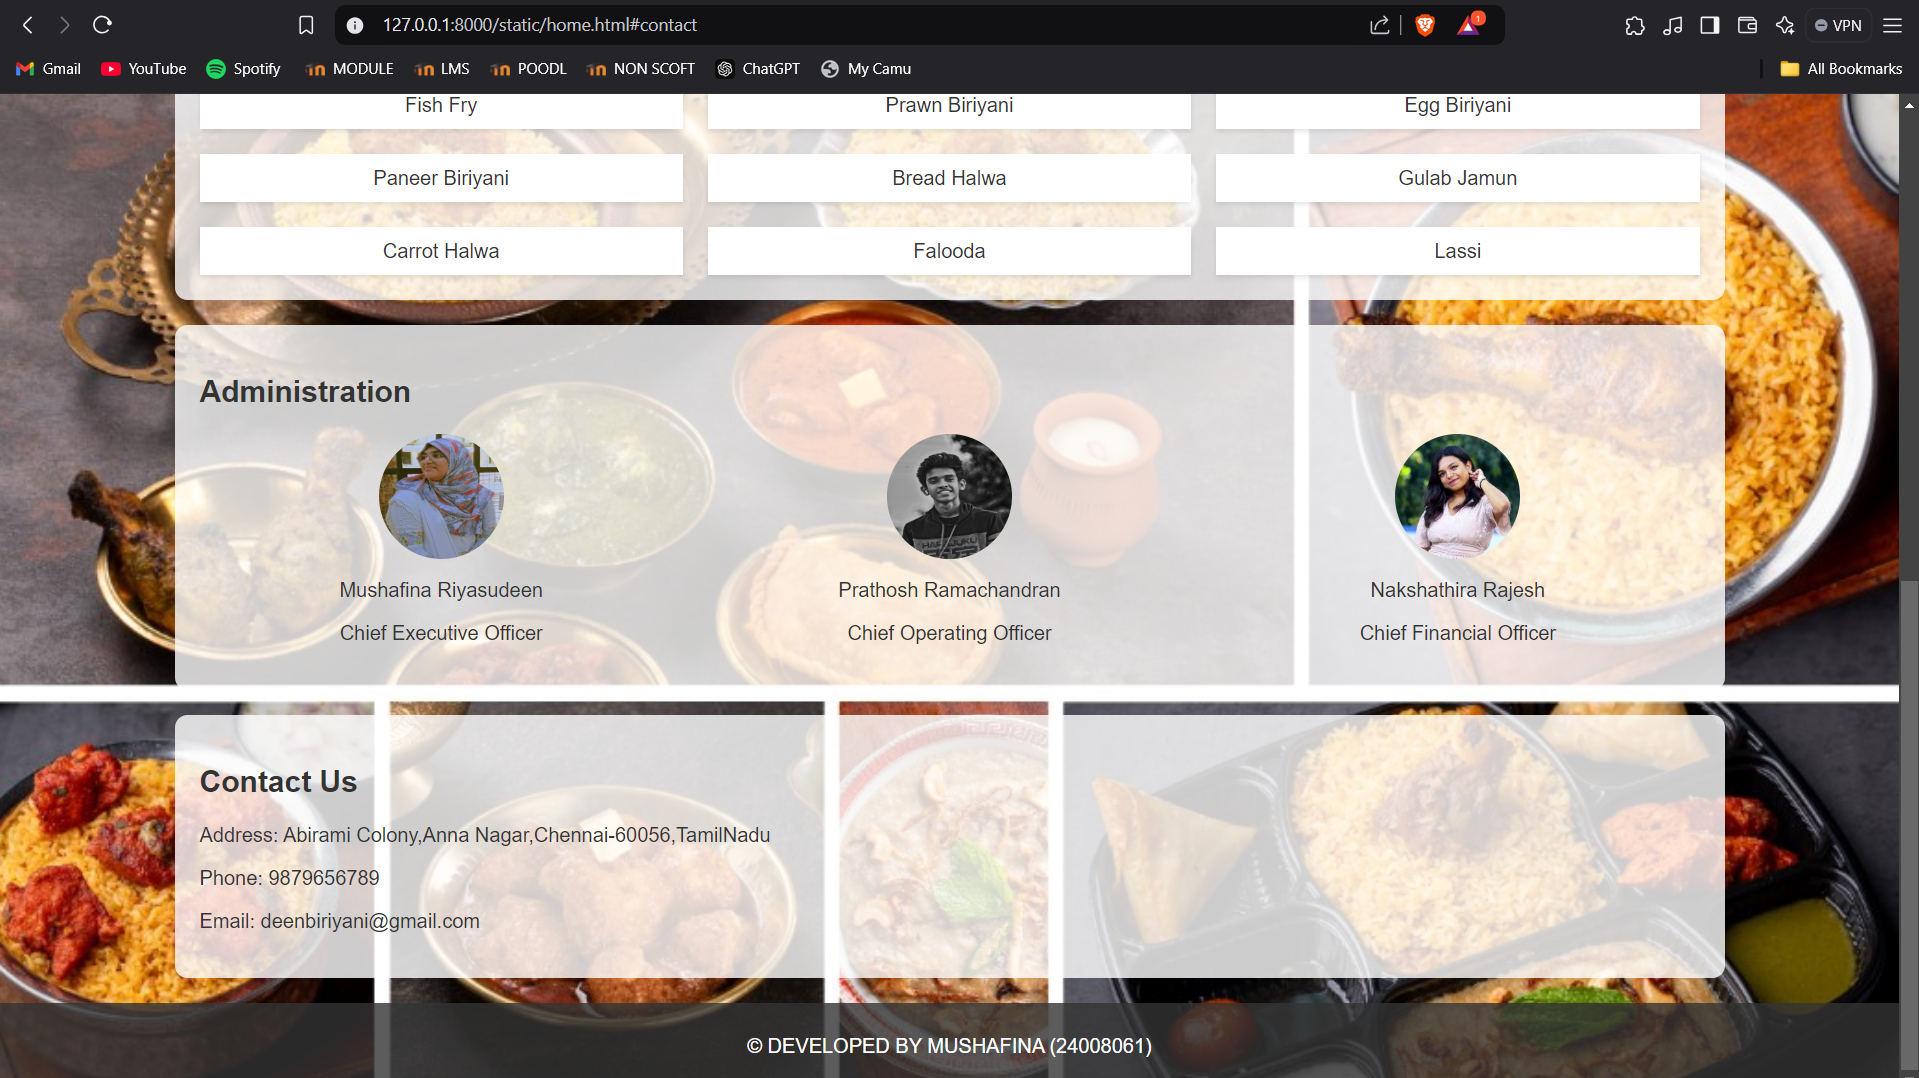 127.0.0.1:8000/static/home.html#contact
1
VPN
Gmail YouTube Spotify MODULE LMS POODL NON SCOFT ChatGPT My Camu All Bookmarks
Fish Fry Prawn Biriyani Egg Biriyani
Paneer Biriyani Bread Halwa Gulab Jamun
Carrot Halwa Falooda Lassi
Administration
Mushafina Riyasudeen Prathosh Ramachandran Nakshathira Rajesh
Chief Executive Officer Chief Operating Officer Chief Financial Officer
Contact Us
Address: Abirami Colony,Anna Nagar,Chennai-60056,TamilNadu
Phone: 9879656789
Email: deenbiriyani@gmail.com
© DEVELOPED BY MUSHAFINA (24008061)